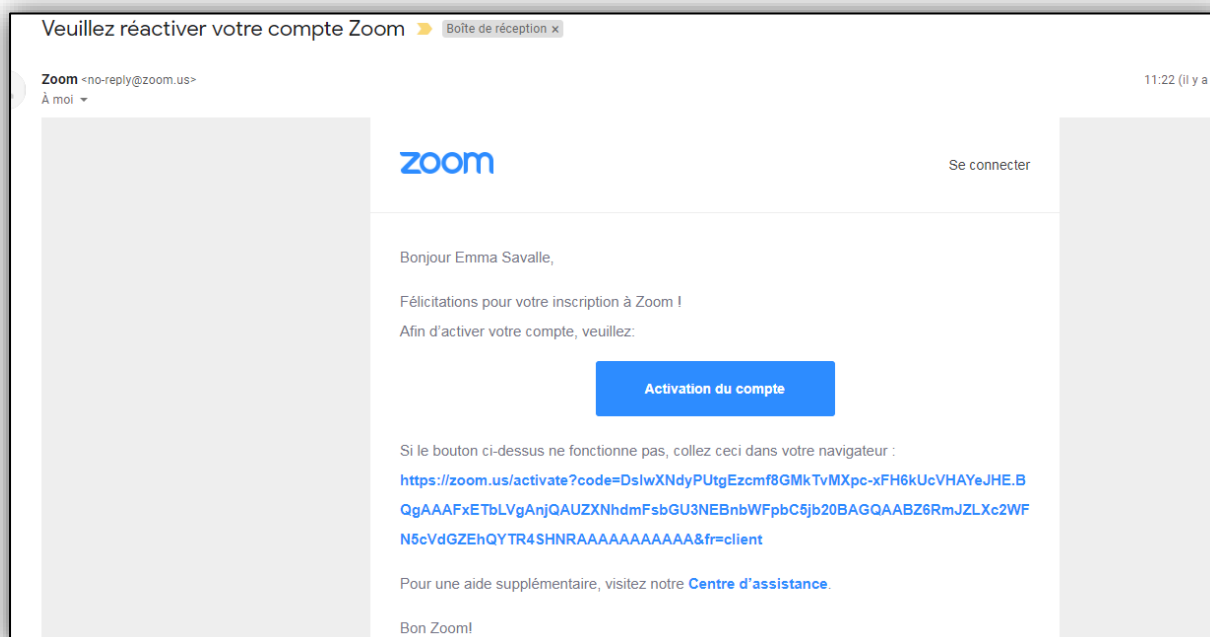 Veuillez réactiver votre compte Zoom Boîte de réception ×
Zoom <no-reply@zoom.us> 11:22 (il y a
À moi
zoom Se connecter
Bonjour Emma Savalle,
Félicitations pour votre inscription à Zoom !
Afin d'activer votre compte, veuillez:
Activation du compte
Si le bouton ci-dessus ne fonctionne pas, collez ceci dans votre navigateur :
https://zoom.us/activate?code=DslwXNdyPUtgEzcmf8GMkTvMXpc-xFH6kUcVHAYeJHE.B
QgAAAFxETbLVgAnjQAUZXNhdmFsbGU3NEBnbWFpbC5jb20BAGQAABZ6RmJZLXc2WF
N5cVdGZEhQYTR4SHNRAAAAAAAAAAA&fr=client
Pour une aide supplémentaire, visitez notre Centre d'assistance.
Bon Zoom!